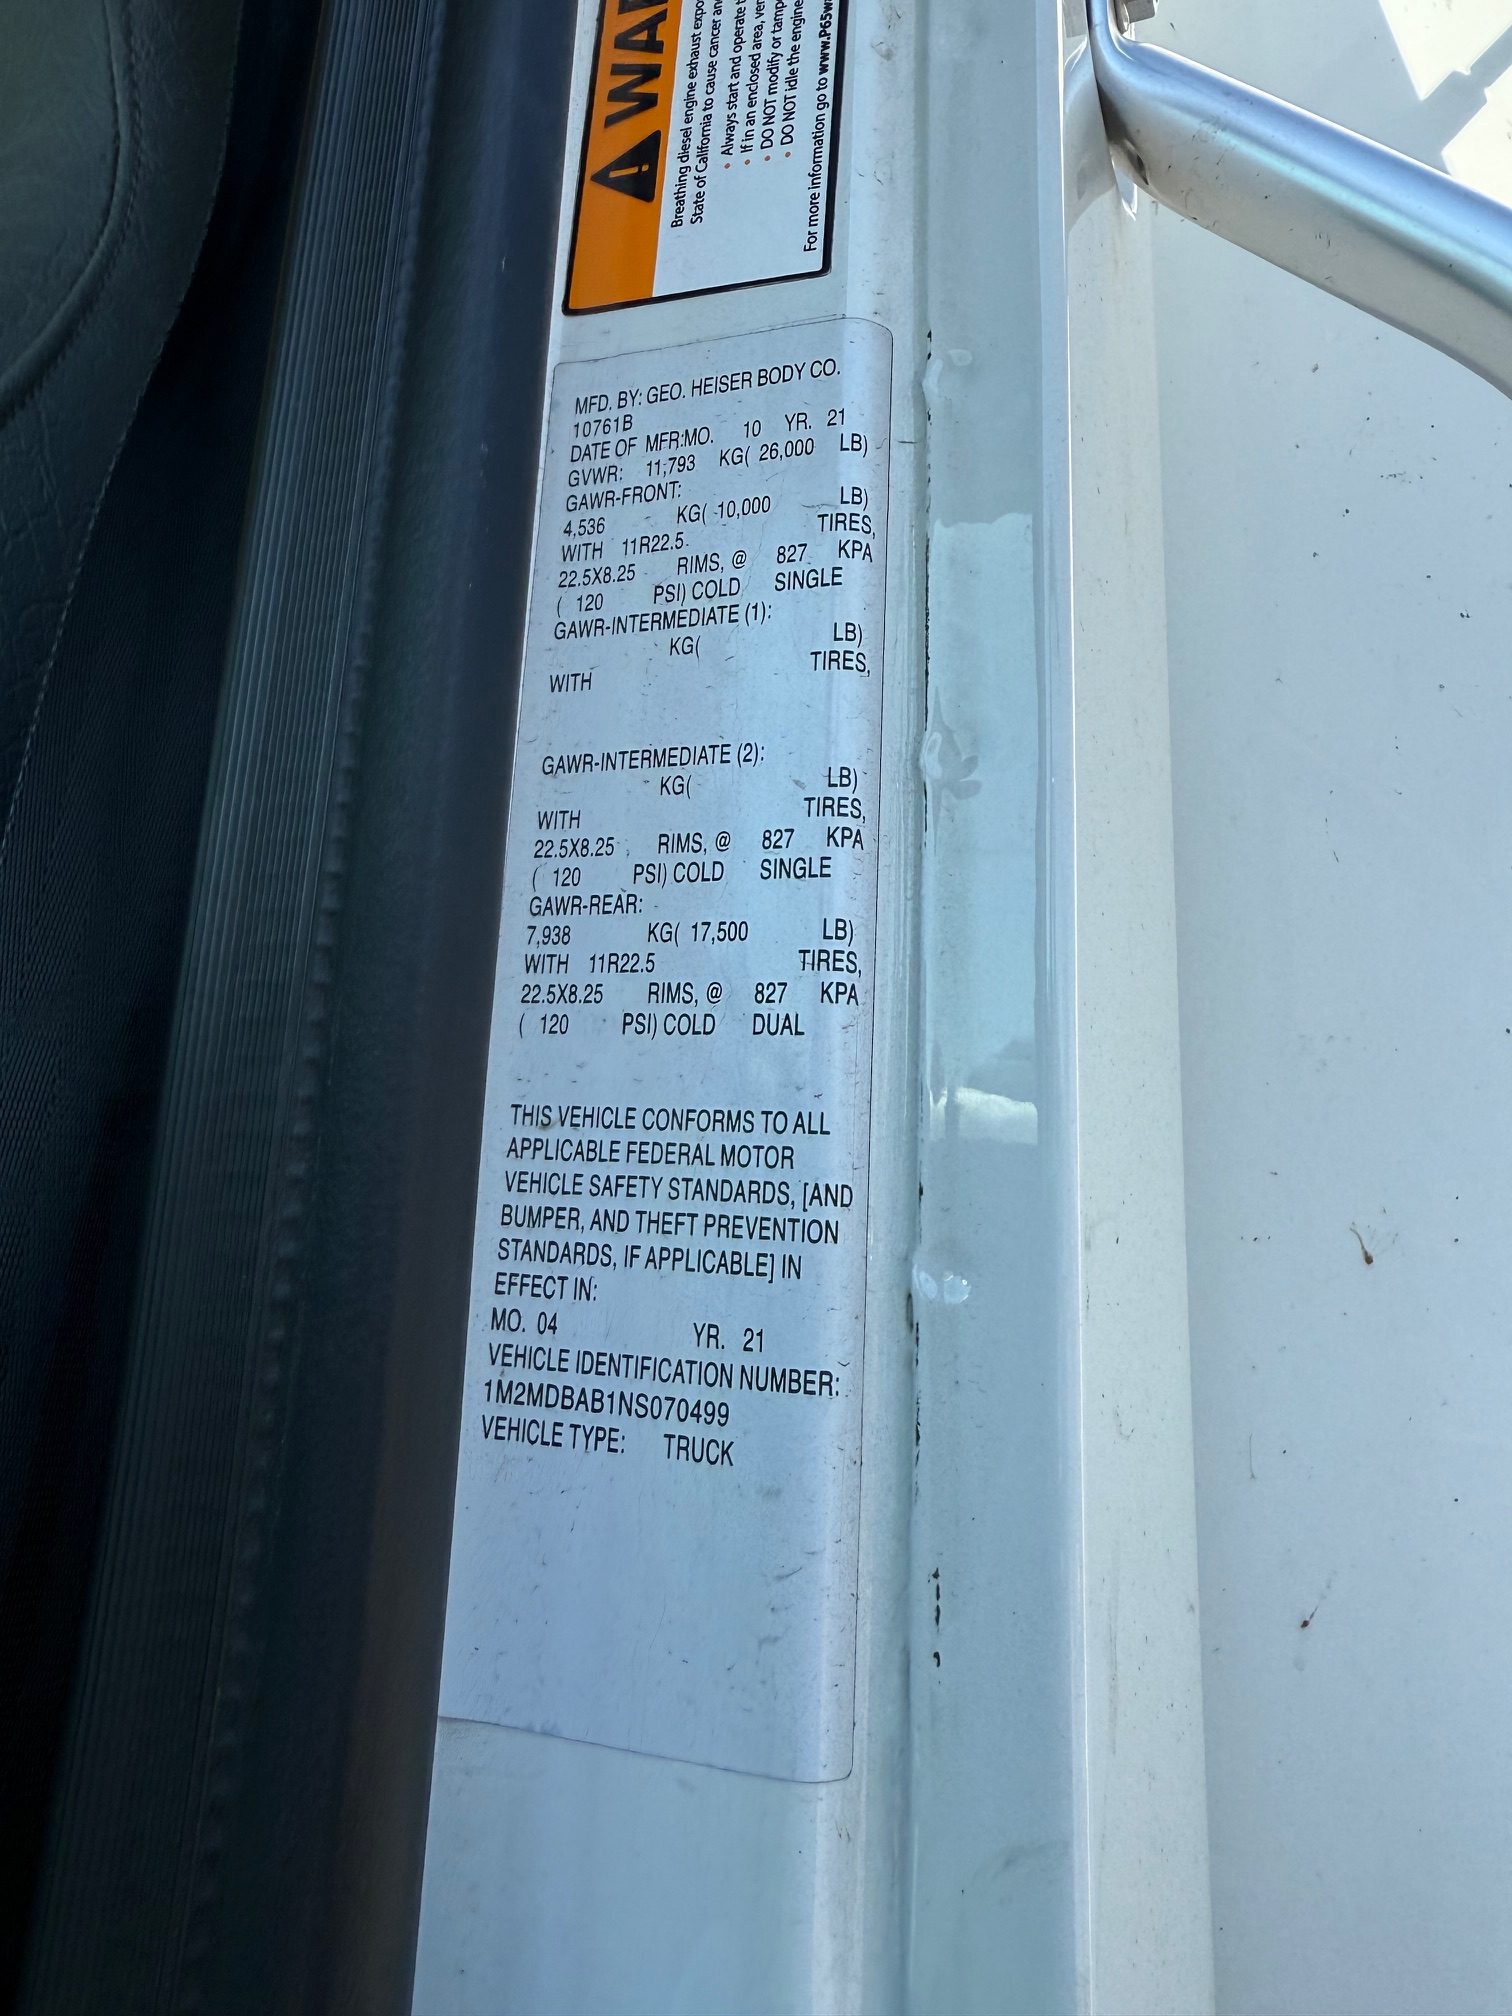 WAR
Breathing diesel engine exhaust
State of California to cause cancer
• Always start and operate
• If in an enclosed area,
• DO NOT modify or
• DO NOT idle the engine
For more information go to
MFD. BY: GEO. HEISER BODY CO.
10761B
DATE OF MFR:MO. 10 YR. 21
GVWR: 11,793 KG( 26,000 LB)
GAWR-FRONT:
4,536 KG( 10,000 LB)
WITH 11R22.5 TIRES,
22.5X8.25 RIMS, @ 827 KPA
( 120 PSI) COLD SINGLE
GAWR-INTERMEDIATE (1):
KG( LB)
WITH TIRES,
GAWR-INTERMEDIATE (2):
KG( LB)
WITH TIRES,
22.5X8.25 RIMS, @ 827 KPA
( 120 PSI) COLD SINGLE
GAWR-REAR:
7,938 KG( 17,500 LB)
WITH 11R22.5 TIRES,
22.5X8.25 RIMS, @ 827 KPA
( 120 PSI) COLD DUAL
THIS VEHICLE CONFORMS TO ALL
APPLICABLE FEDERAL MOTOR
VEHICLE SAFETY STANDARDS, [AND
BUMPER, AND THEFT PREVENTION
STANDARDS, IF APPLICABLE] IN
EFFECT IN:
MO. 04 YR. 21
VEHICLE IDENTIFICATION NUMBER:
1M2MDBAB1NS070499
VEHICLE TYPE: TRUCK